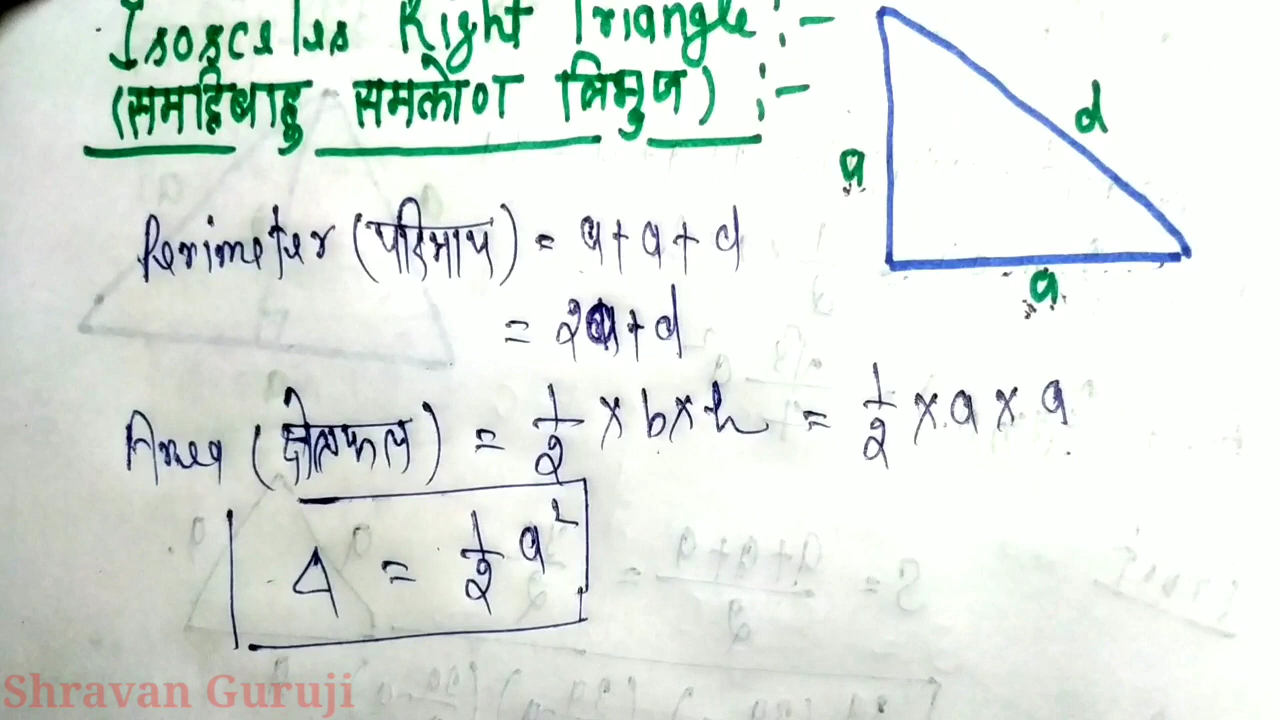 Isosceles Right Triangle :-
(समद्विबाहु समकोण त्रिभुज) :-
d
a
a
Perimeter (परिमाप) = a + a + d
= 2a + d
Area (क्षेत्रफल) = 1/2 × b × h = 1/2 × a × a
Δ = 1/2 a²
S = a + a + a / 2 =
Shravan Guruji